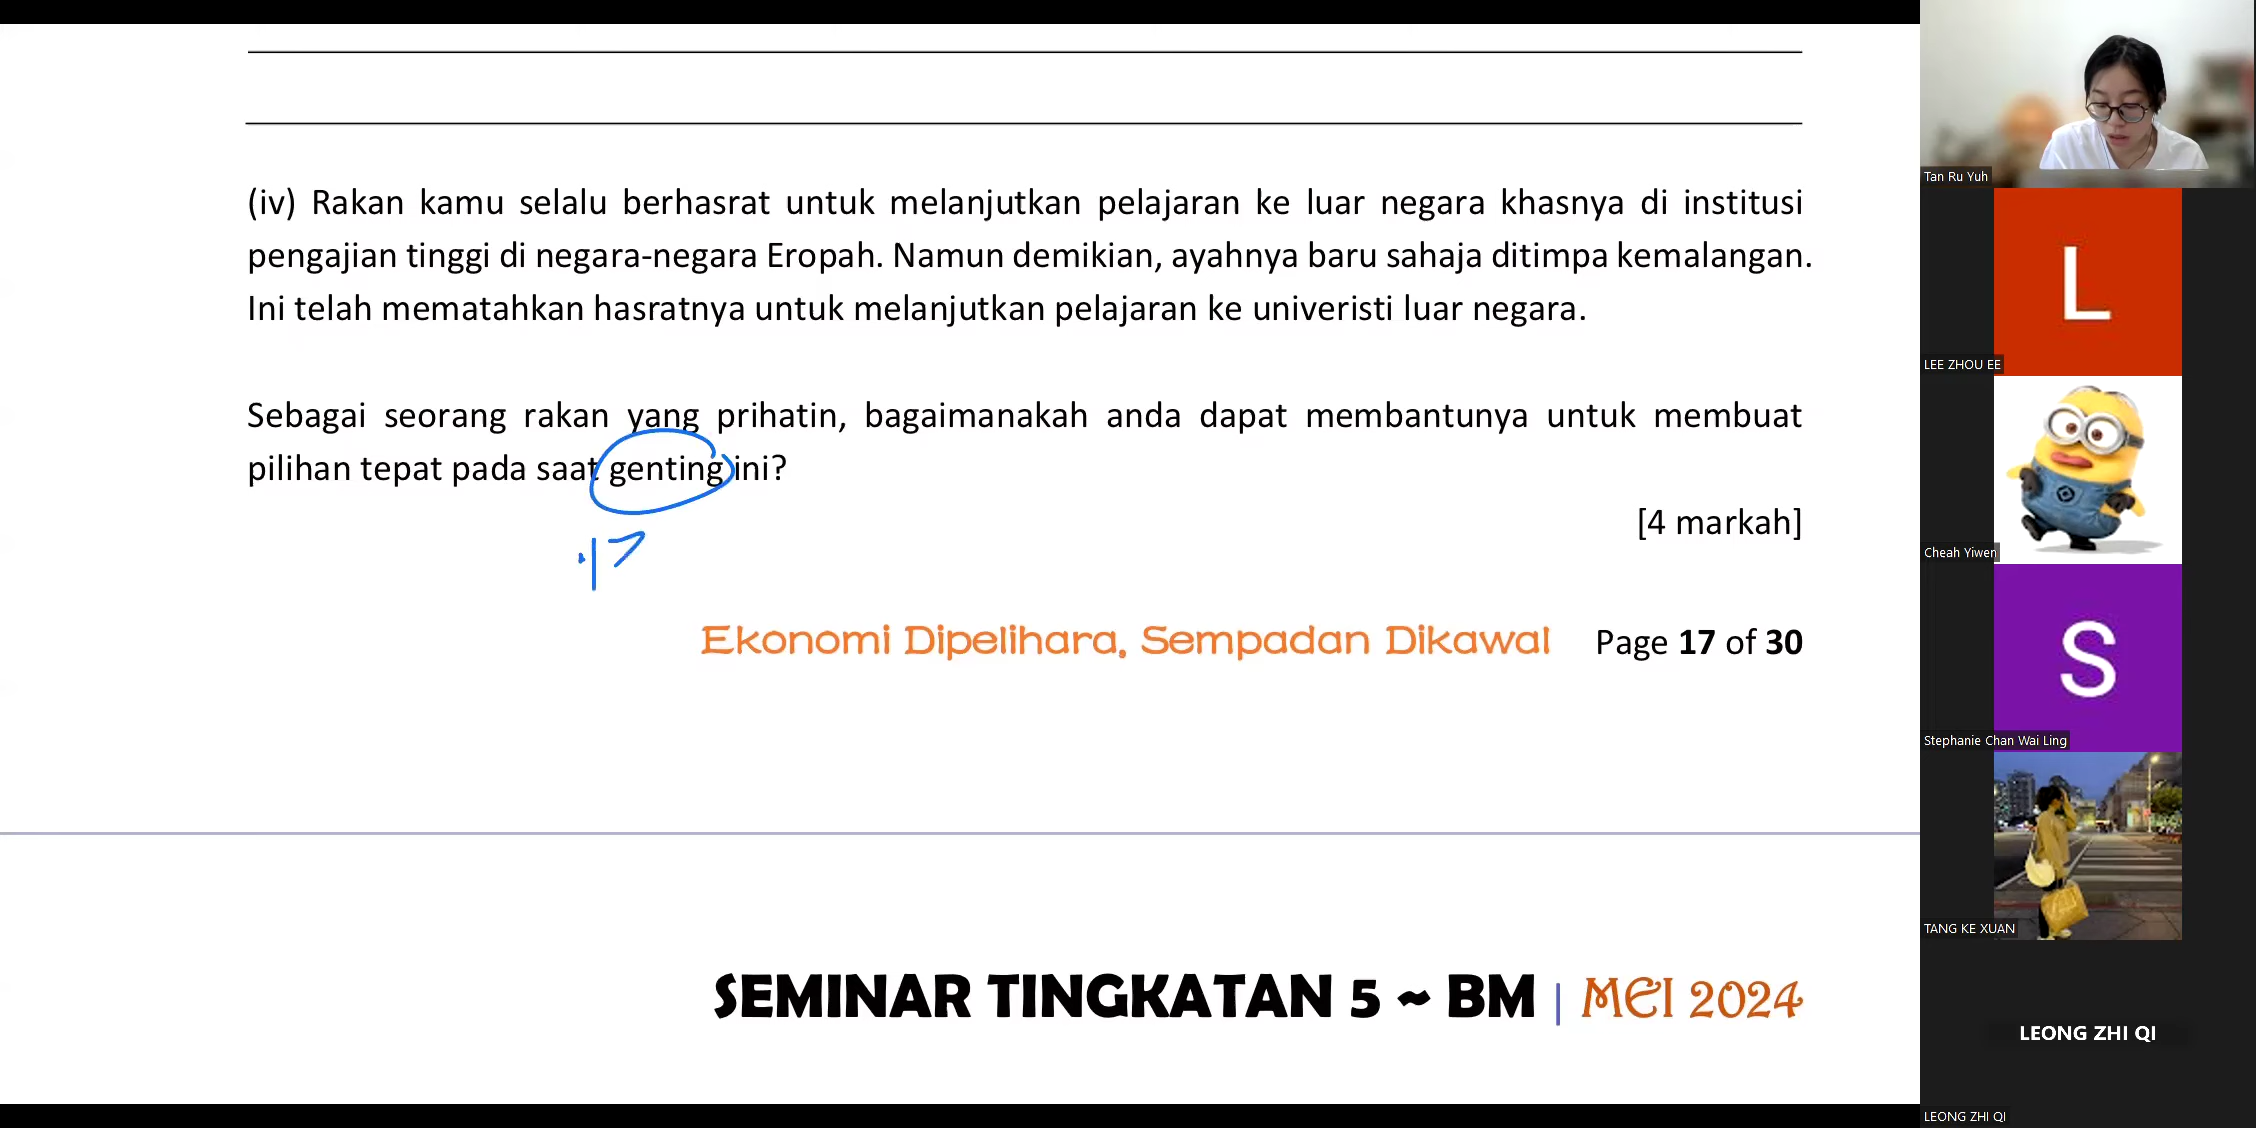 (iv) Rakan kamu selalu berhasrat untuk melanjutkan pelajaran ke luar negara khasnya di institusi
pengajian tinggi di negara-negara Eropah. Namun demikian, ayahnya baru sahaja ditimpa kemalangan.
Ini telah mematahkan hasratnya untuk melanjutkan pelajaran ke univeristi luar negara.
Sebagai seorang rakan yang prihatin, bagaimanakah anda dapat membantunya untuk membuat
pilihan tepat pada saat genting ini?
[4 markah]
Ekonomi Dipelihara, Sempadan Dikawal Page 17 of 30
SEMINAR TINGKATAN 5 ~ BM | MEI 2024
Tan Ru Yuh
L
LEE ZHOU EE
Cheah Yiwen
S
Stephanie Chan Wai Ling
TANG KE XUAN
LEONG ZHI QI
LEONG ZHI QI